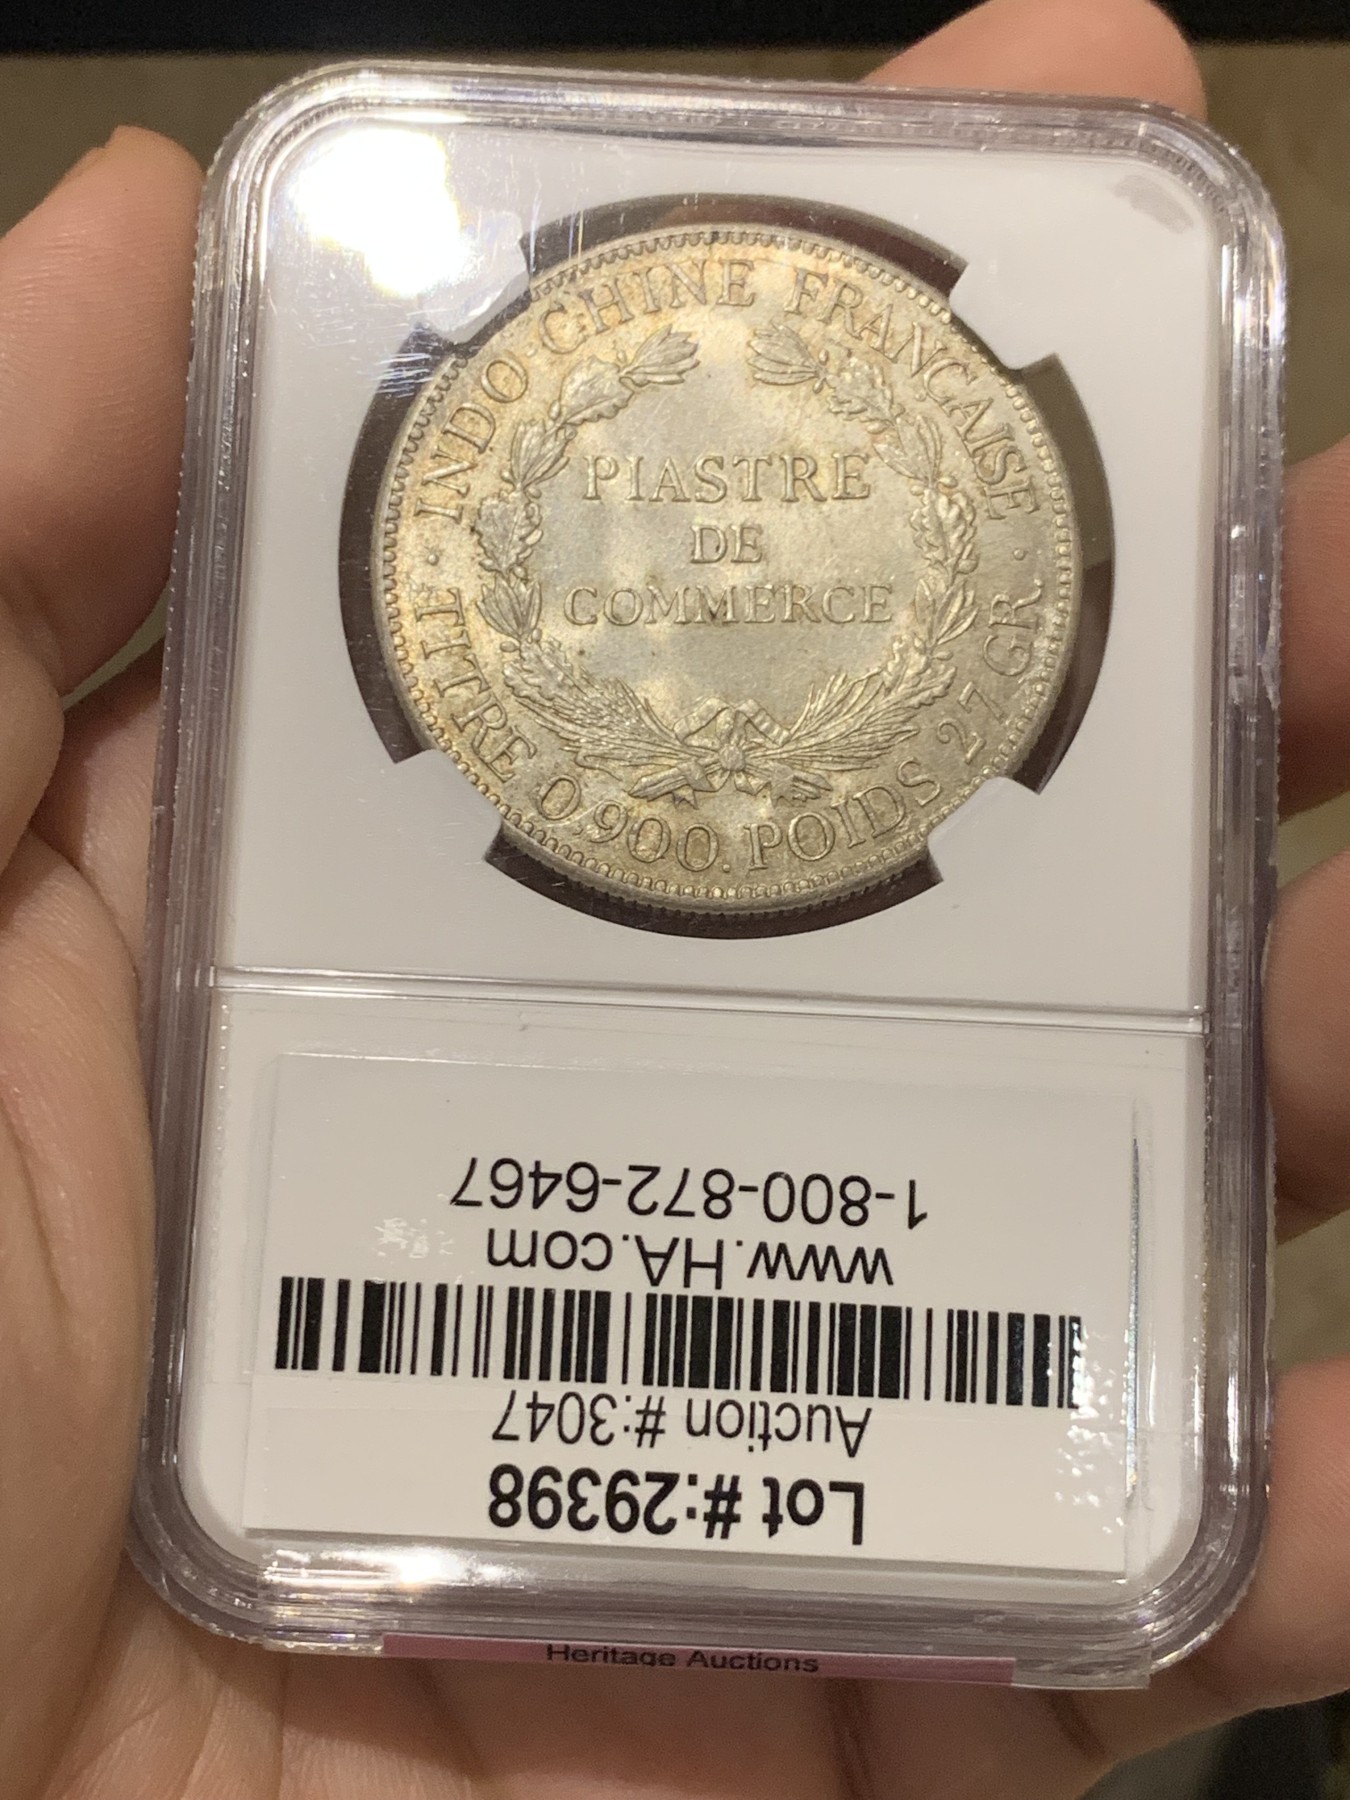 INDO-CHINE FRANÇAISE
PIASTRE
DE
COMMERCE
· TITRE 0,900. POIDS 27 GR. ·
Lot #:29398
Auction #:3047
www.HA.com
1-800-872-6467
Heritage Auctions